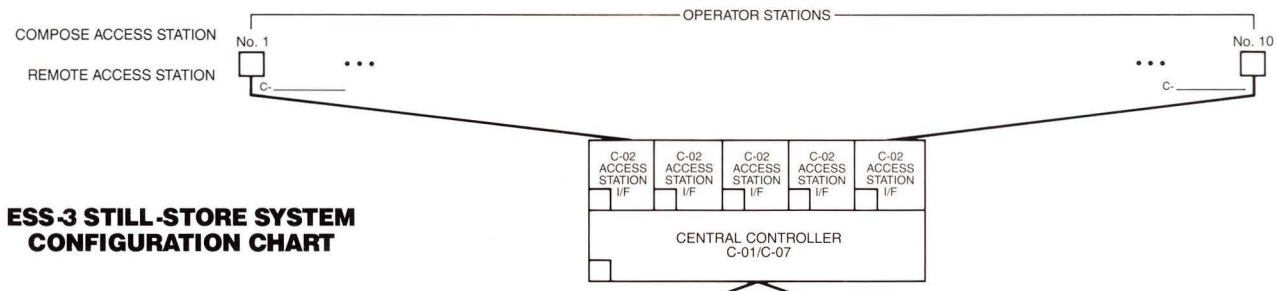 OPERATOR STATIONS
COMPOSE ACCESS STATION
No. 1
No. 10
REMOTE ACCESS STATION
• • •
• • •
C- ________
C- ________
C-02 ACCESS STATION I/F
C-02 ACCESS STATION I/F
C-02 ACCESS STATION I/F
C-02 ACCESS STATION I/F
C-02 ACCESS STATION I/F
ESS-3 STILL-STORE SYSTEM
CONFIGURATION CHART
CENTRAL CONTROLLER
C-01/C-07